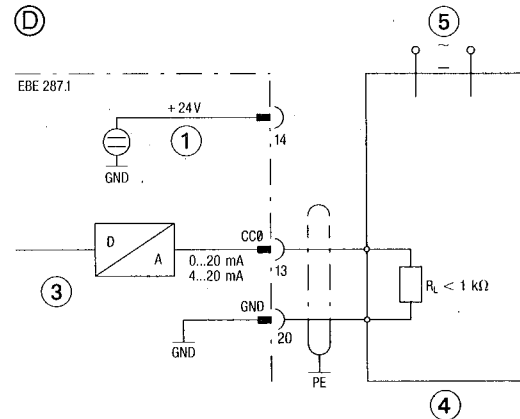 D
5
~
EBE 287.1
+ 24V
1
14
GND
D
A
CC0
0...20 mA
4...20 mA
13
3
R_L < 1 kΩ
GND
20
GND
PE
4